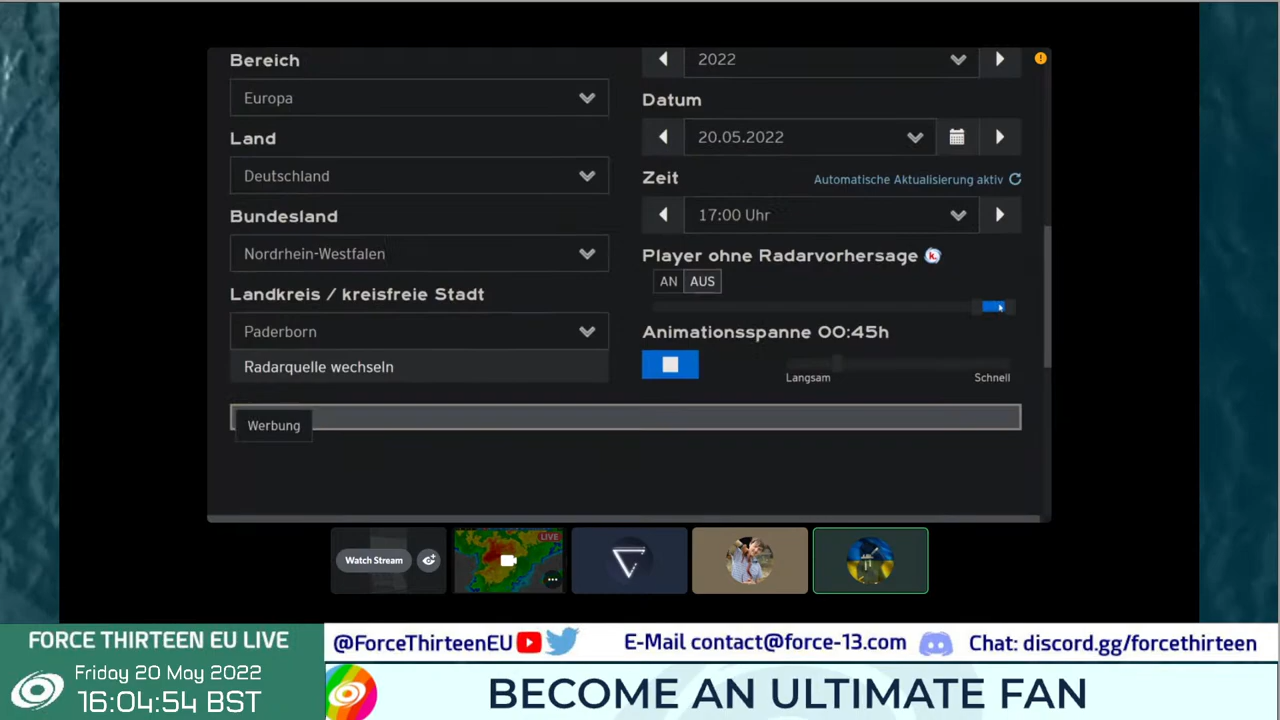 Bereich
Europa
Land
Deutschland
Bundesland
Nordrhein-Westfalen
Landkreis / kreisfreie Stadt
Paderborn
Radarquelle wechseln
2022
Datum
20.05.2022
Zeit
Automatische Aktualisierung aktiv
17:00 Uhr
Player ohne Radarvorhersage
k.
AN AUS
Animationsspanne 00:45h
Langsam Schnell
Werbung
Watch Stream
LIVE
FORCE THIRTEEN EU LIVE
Friday 20 May 2022
16:04:54 BST
@ForceThirteenEU
E-Mail contact@force-13.com
Chat: discord.gg/forcethirteen
BECOME AN ULTIMATE FAN